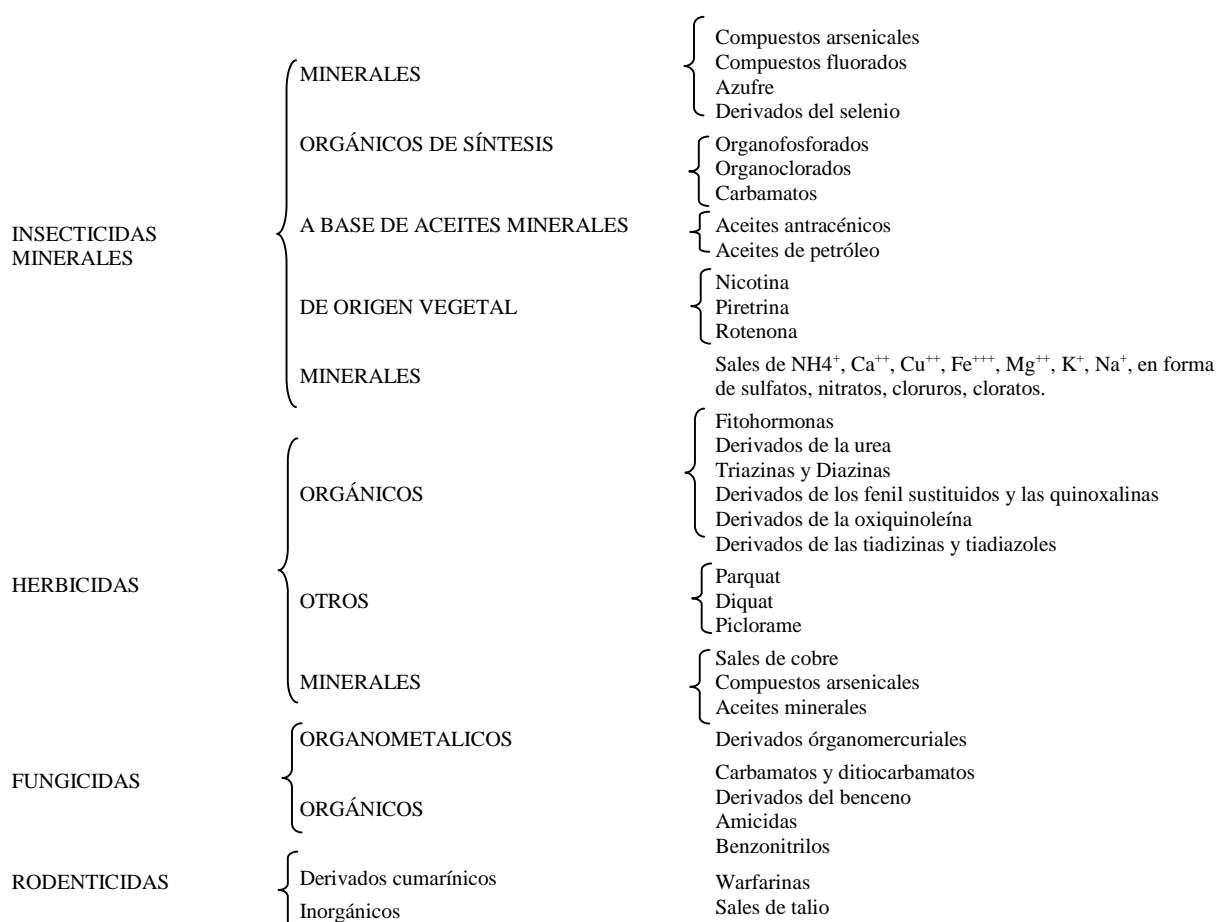 INSECTICIDAS
MINERALES
MINERALES
Compuestos arsenicales
Compuestos fluorados
Azufre
Derivados del selenio
ORGÁNICOS DE SÍNTESIS
Organofosforados
Organoclorados
Carbamatos
A BASE DE ACEITES MINERALES
Aceites antracénicos
Aceites de petróleo
DE ORIGEN VEGETAL
Nicotina
Piretrina
Rotenona
MINERALES
Sales de NH4⁺, Ca⁺⁺, Cu⁺⁺, Fe⁺⁺⁺, Mg⁺⁺, K⁺, Na⁺, en forma
de sulfatos, nitratos, cloruros, cloratos.
HERBICIDAS
ORGÁNICOS
Fitohormonas
Derivados de la urea
Triazinas y Diazinas
Derivados de los fenil sustituidos y las quinoxalinas
Derivados de la oxiquinoleína
Derivados de las tiadizinas y tiadiazoles
OTROS
Parquat
Diquat
Piclorame
MINERALES
Sales de cobre
Compuestos arsenicales
Aceites minerales
FUNGICIDAS
ORGANOMETALICOS
Derivados órganomercuriales
ORGÁNICOS
Carbamatos y ditiocarbamatos
Derivados del benceno
Amicidas
Benzonitrilos
RODENTICIDAS
Derivados cumarínicos
Warfarinas
Inorgánicos
Sales de talio